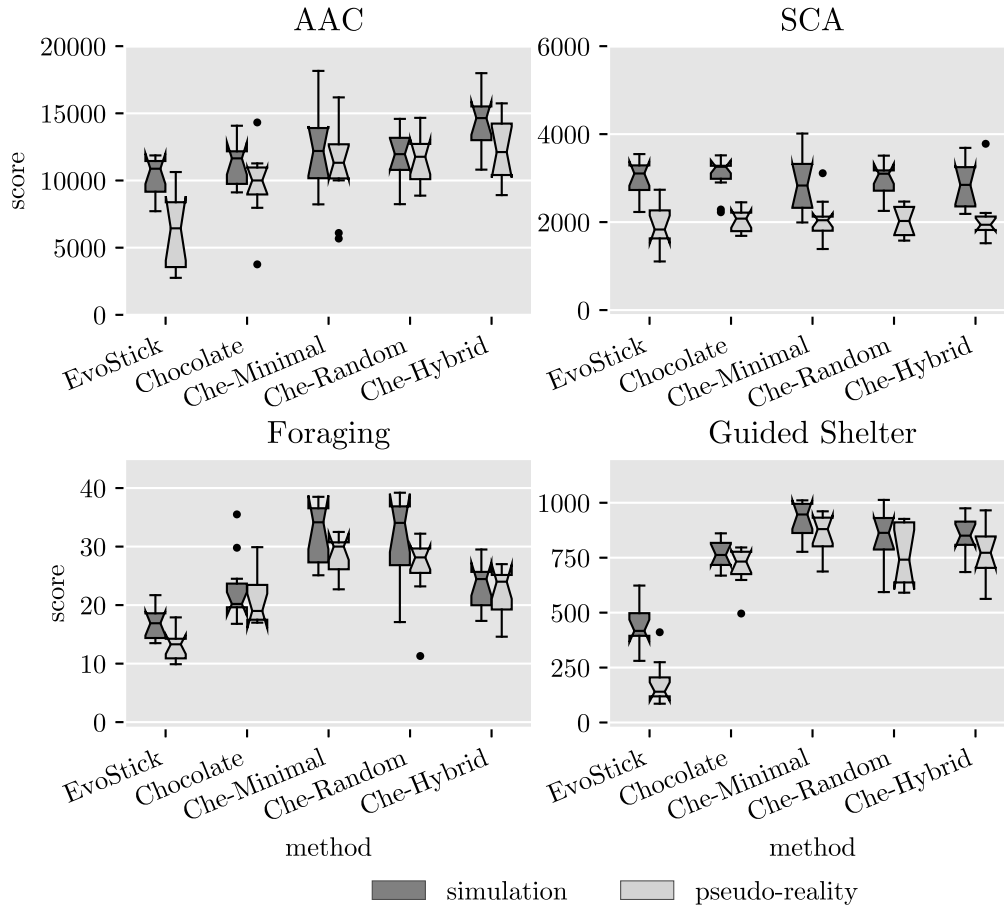 AAC
SCA
score
20000
15000
10000
5000
0
6000
4000
2000
0
EvoStick
Chocolate
Che-Minimal
Che-Random
Che-Hybrid
EvoStick
Chocolate
Che-Minimal
Che-Random
Che-Hybrid
Foraging
Guided Shelter
score
40
30
20
10
0
1000
750
500
250
0
EvoStick
Chocolate
Che-Minimal
Che-Random
Che-Hybrid
EvoStick
Chocolate
Che-Minimal
Che-Random
Che-Hybrid
method
method
simulation
pseudo-reality